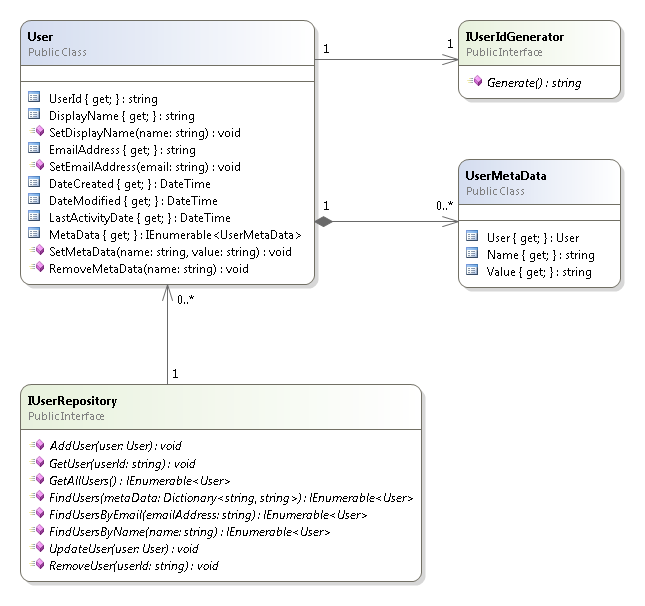 User
Public Class
UserId { get; } : string
DisplayName { get; } : string
SetDisplayName(name: string) : void
EmailAddress { get; } : string
SetEmailAddress(email: string) : void
DateCreated { get; } : DateTime
DateModified { get; } : DateTime
LastActivityDate { get; } : DateTime
MetaData { get; } : IEnumerable<UserMetaData>
SetMetaData(name: string, value: string) : void
RemoveMetaData(name: string) : void
1
1
IUserIdGenerator
Public Interface
Generate() : string
1
0..*
UserMetaData
Public Class
User { get; } : User
Name { get; } : string
Value { get; } : string
0..*
1
IUserRepository
Public Interface
AddUser(user: User) : void
GetUser(userId: string) : void
GetAllUsers() : IEnumerable<User>
FindUsers(metaData: Dictionary<string, string>) : IEnumerable<User>
FindUsersByEmail(emailAddress: string) : IEnumerable<User>
FindUsersByName(name: string) : IEnumerable<User>
UpdateUser(user: User) : void
RemoveUser(userId: string) : void